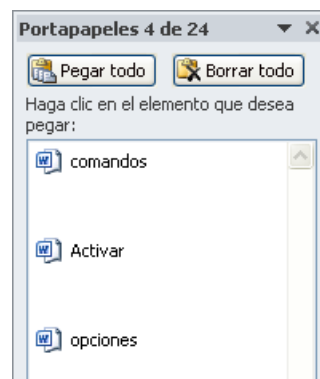 Portapapeles 4 de 24
Pegar todo Borrar todo
Haga clic en el elemento que desea
pegar:
comandos
Activar
opciones